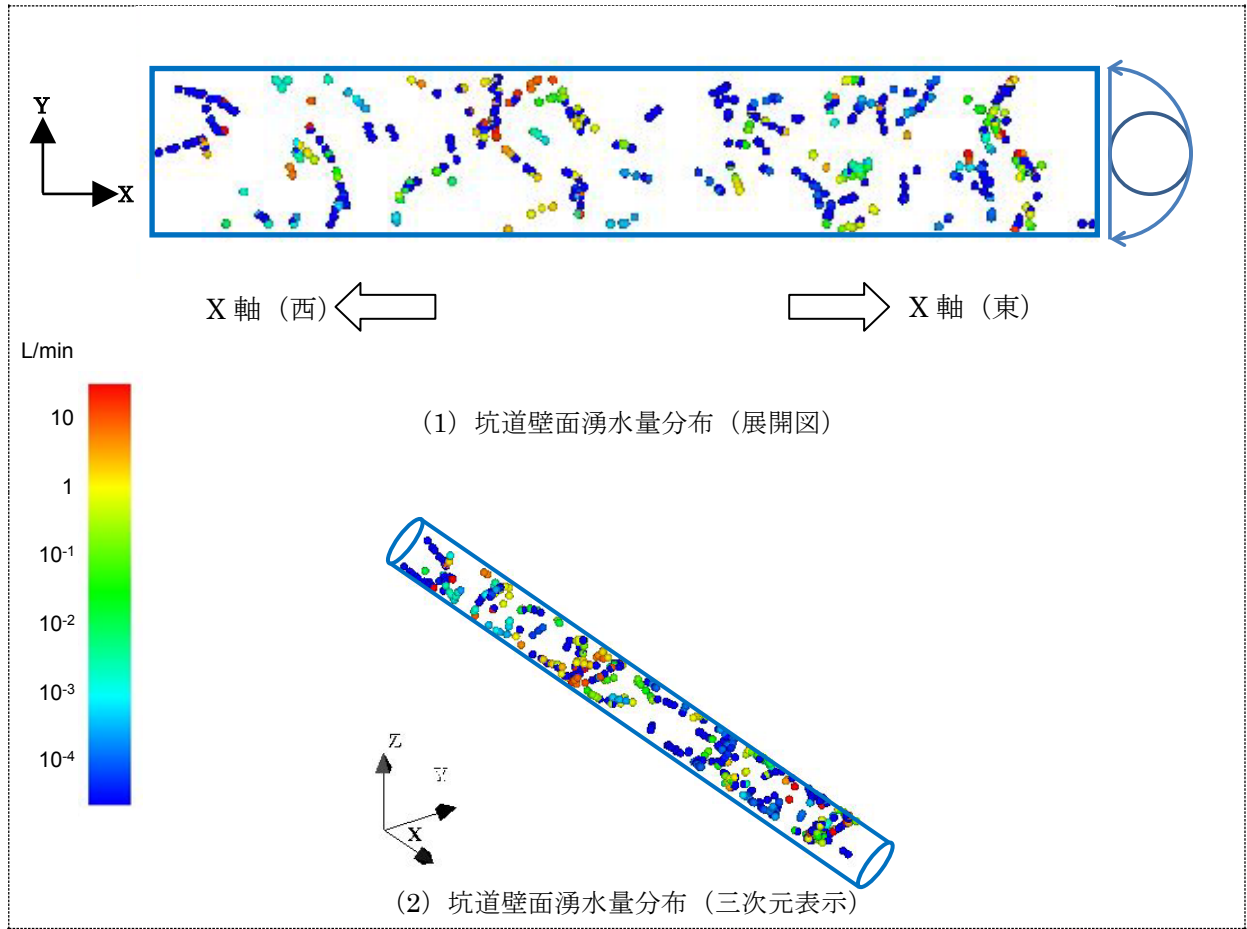 Y
X
X 軸（西）
X 軸（東）
L/min
10
1
10-1
10-2
10-3
10-4
（1）坑道壁面湧水量分布（展開図）
Z
Y
X
（2）坑道壁面湧水量分布（三次元表示）